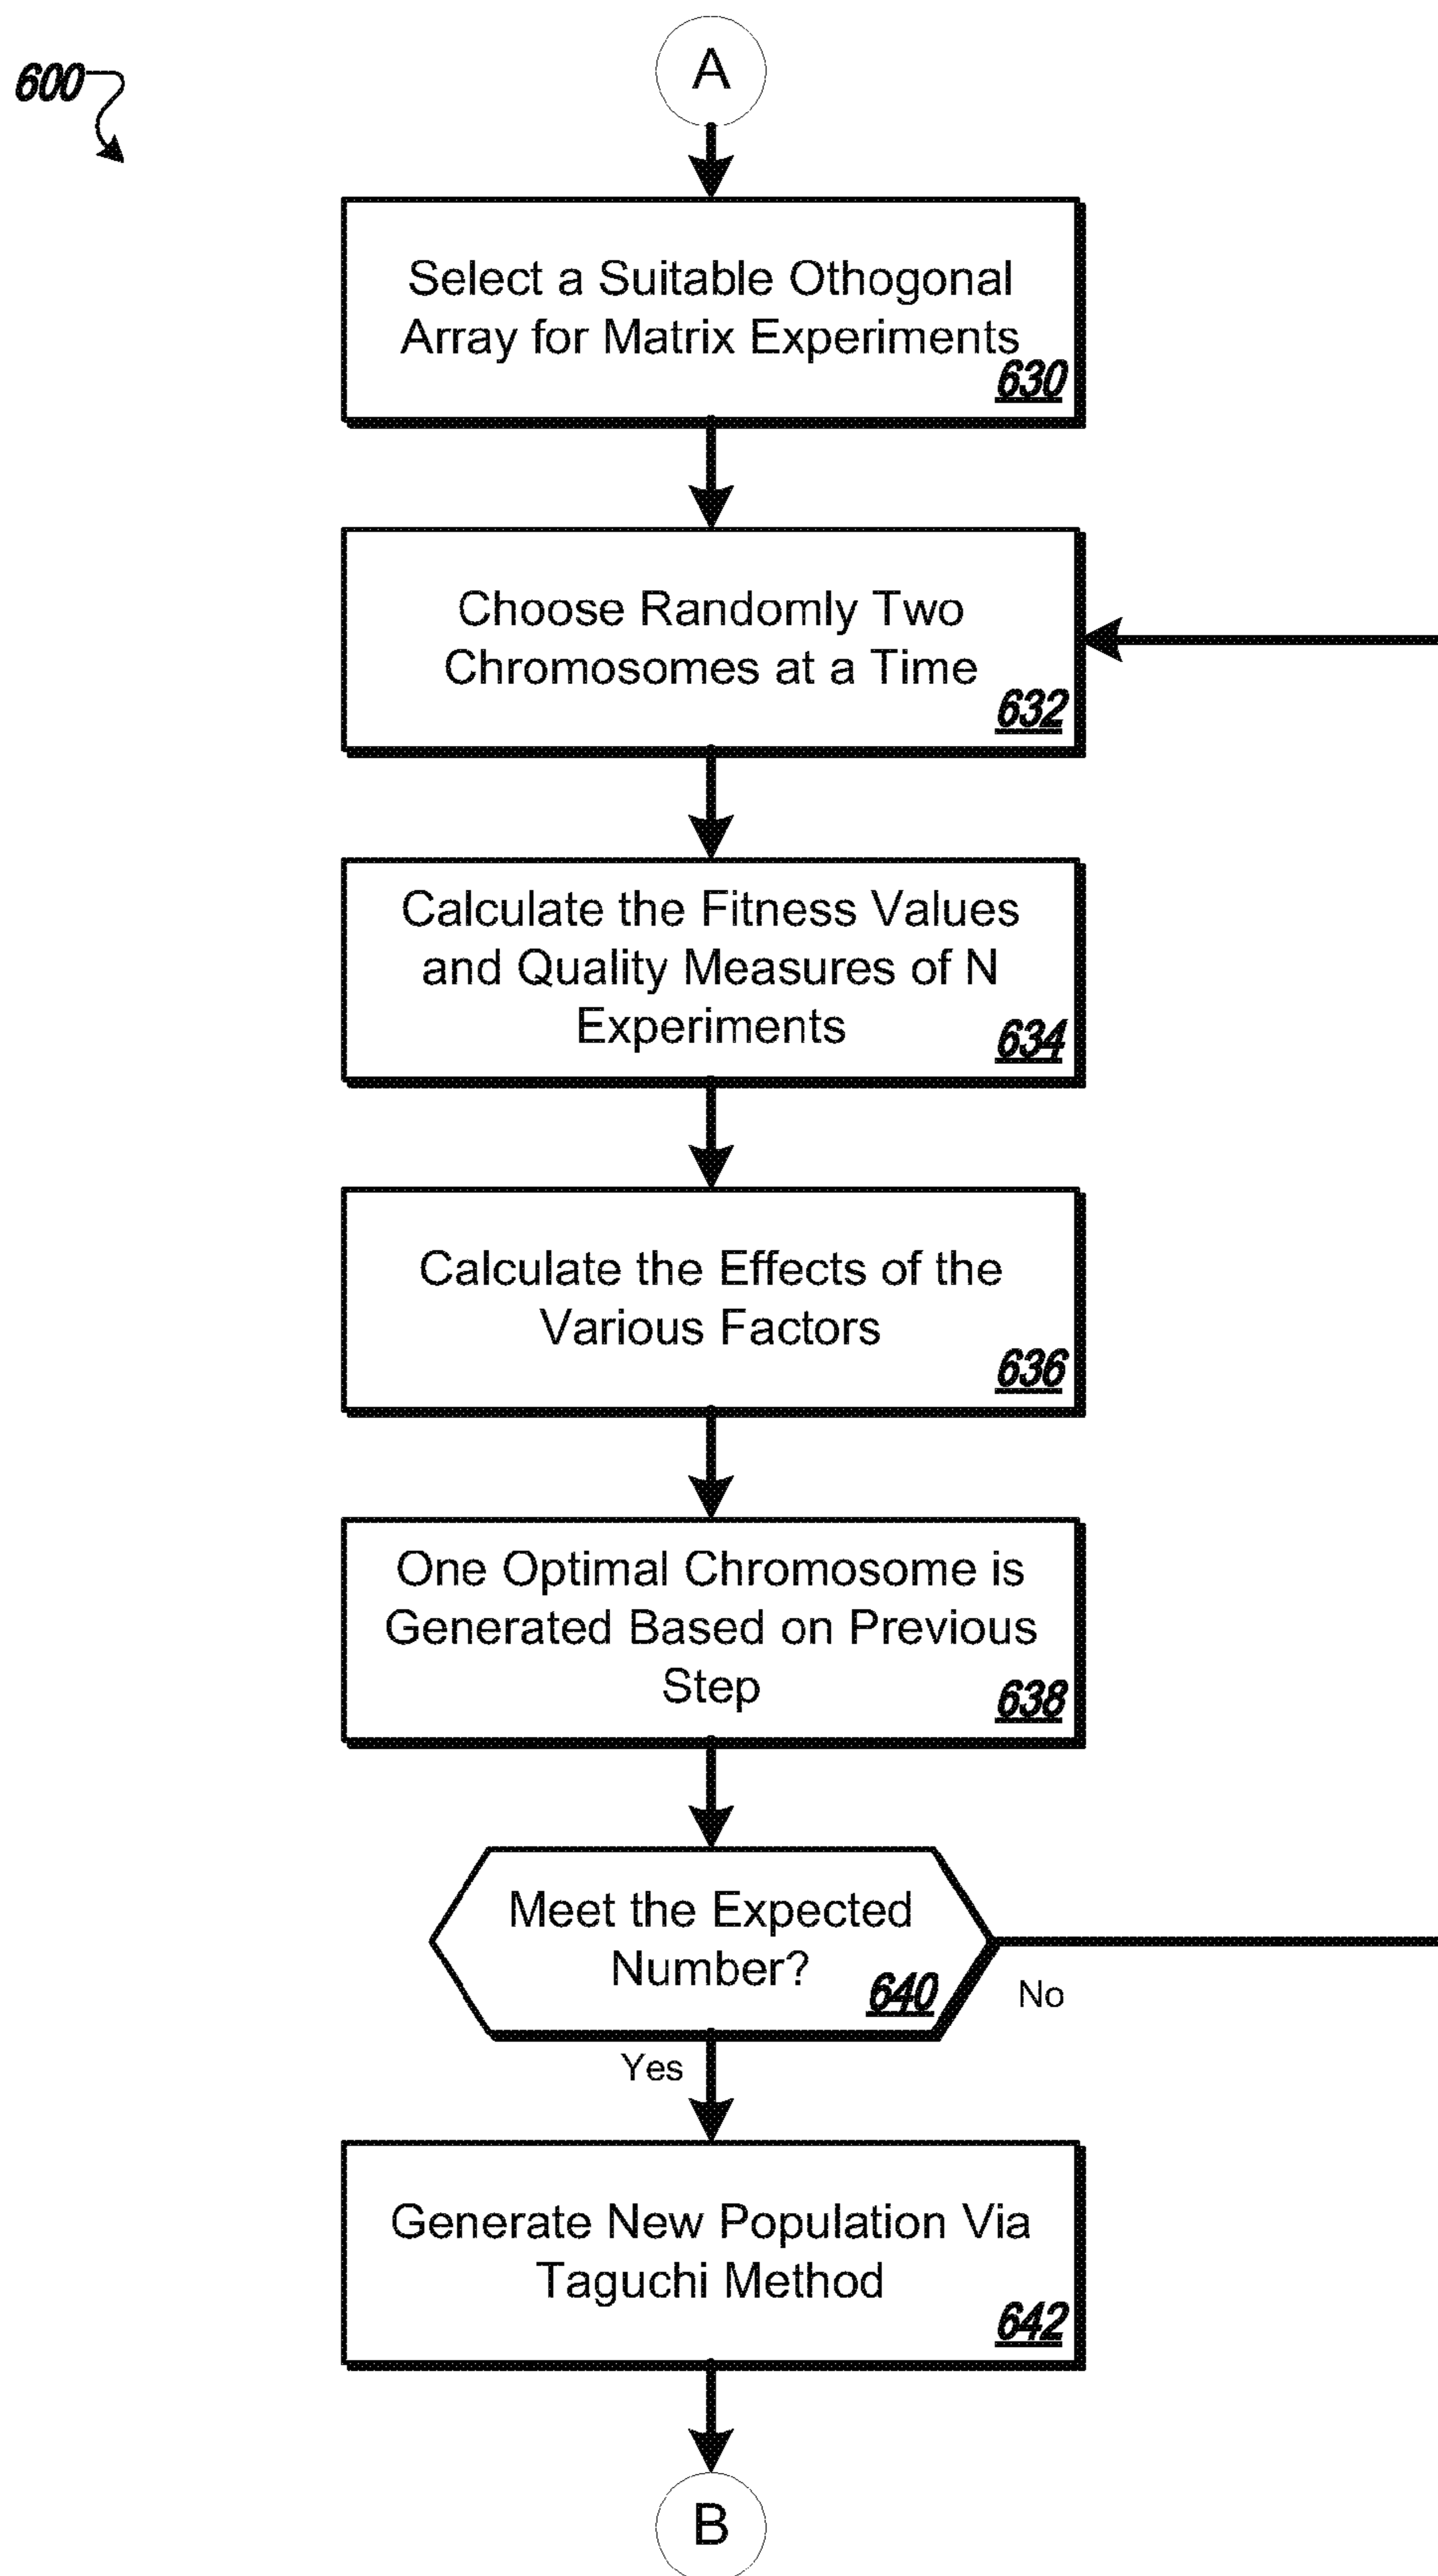 600
A
Select a Suitable Othogonal
Array for Matrix Experiments
630
Choose Randomly Two
Chromosomes at a Time
632
Calculate the Fitness Values
and Quality Measures of N
Experiments
634
Calculate the Effects of the
Various Factors
636
One Optimal Chromosome is
Generated Based on Previous
Step
638
Meet the Expected
Number?
640
No
Yes
Generate New Population Via
Taguchi Method
642
B